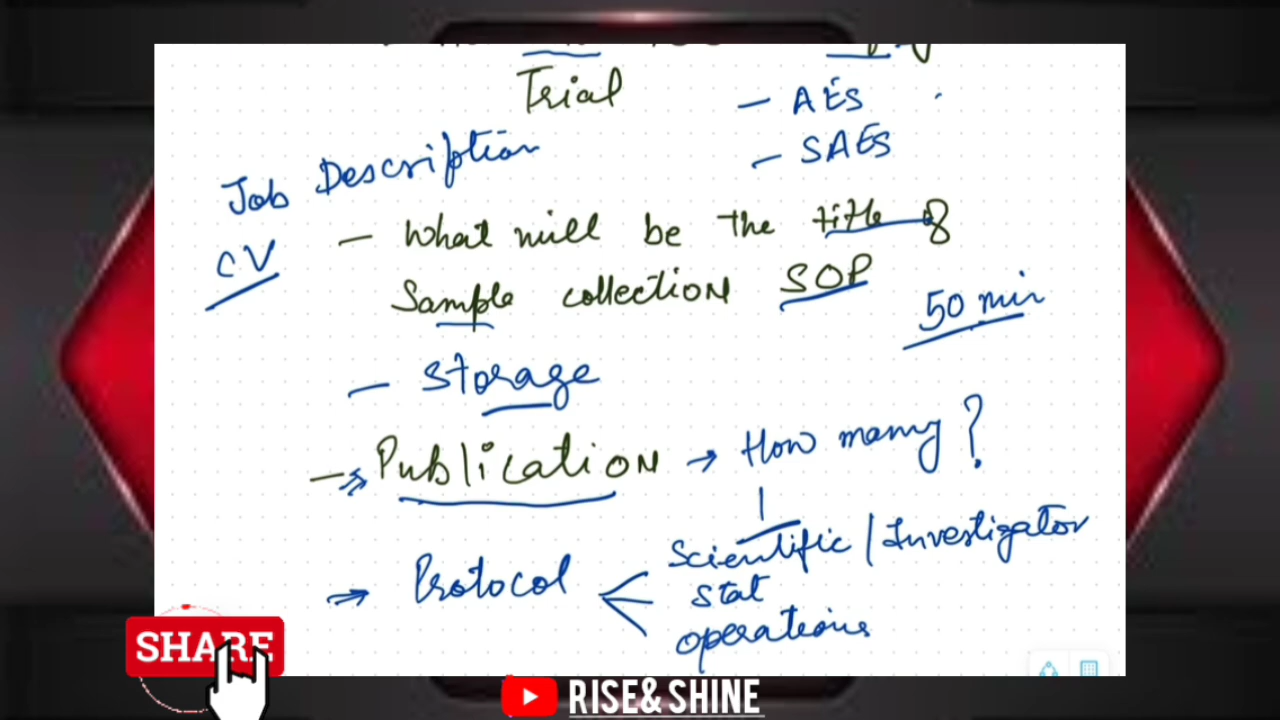 Trial
- AES
- SAES
Job Description
CV
- What will be the title of
Sample collection SOP
50 min
- Storage
- Publication → How many?
Scientific / Investigator
⇒ Protocol
Stat
operations
SHARE
RISE& SHINE